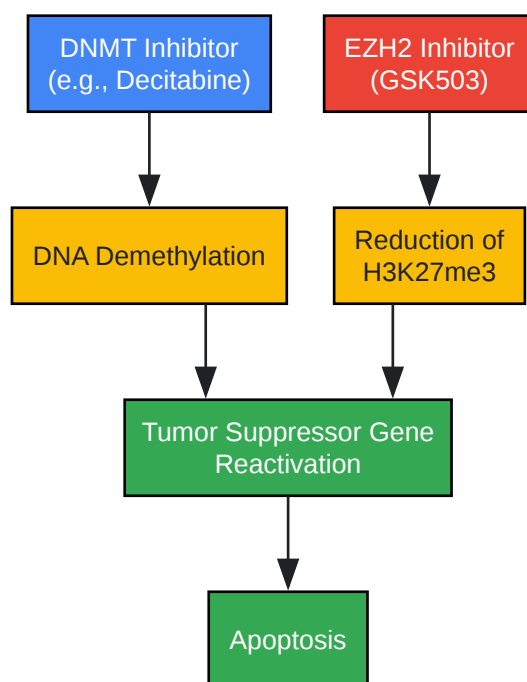 DNMT Inhibitor
(e.g., Decitabine)
EZH2 Inhibitor
(GSK503)
DNA Demethylation
Reduction of
H3K27me3
Tumor Suppressor Gene
Reactivation
Apoptosis